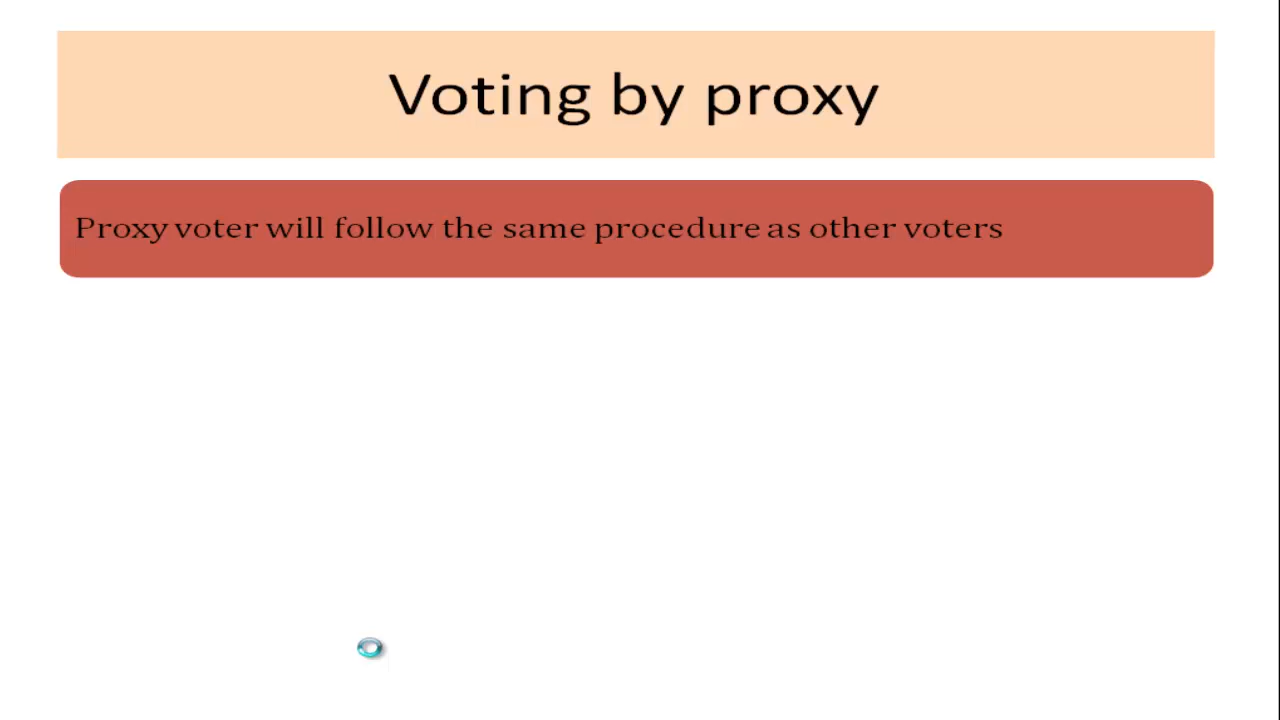 Voting by proxy
Proxy voter will follow the same procedure as other voters